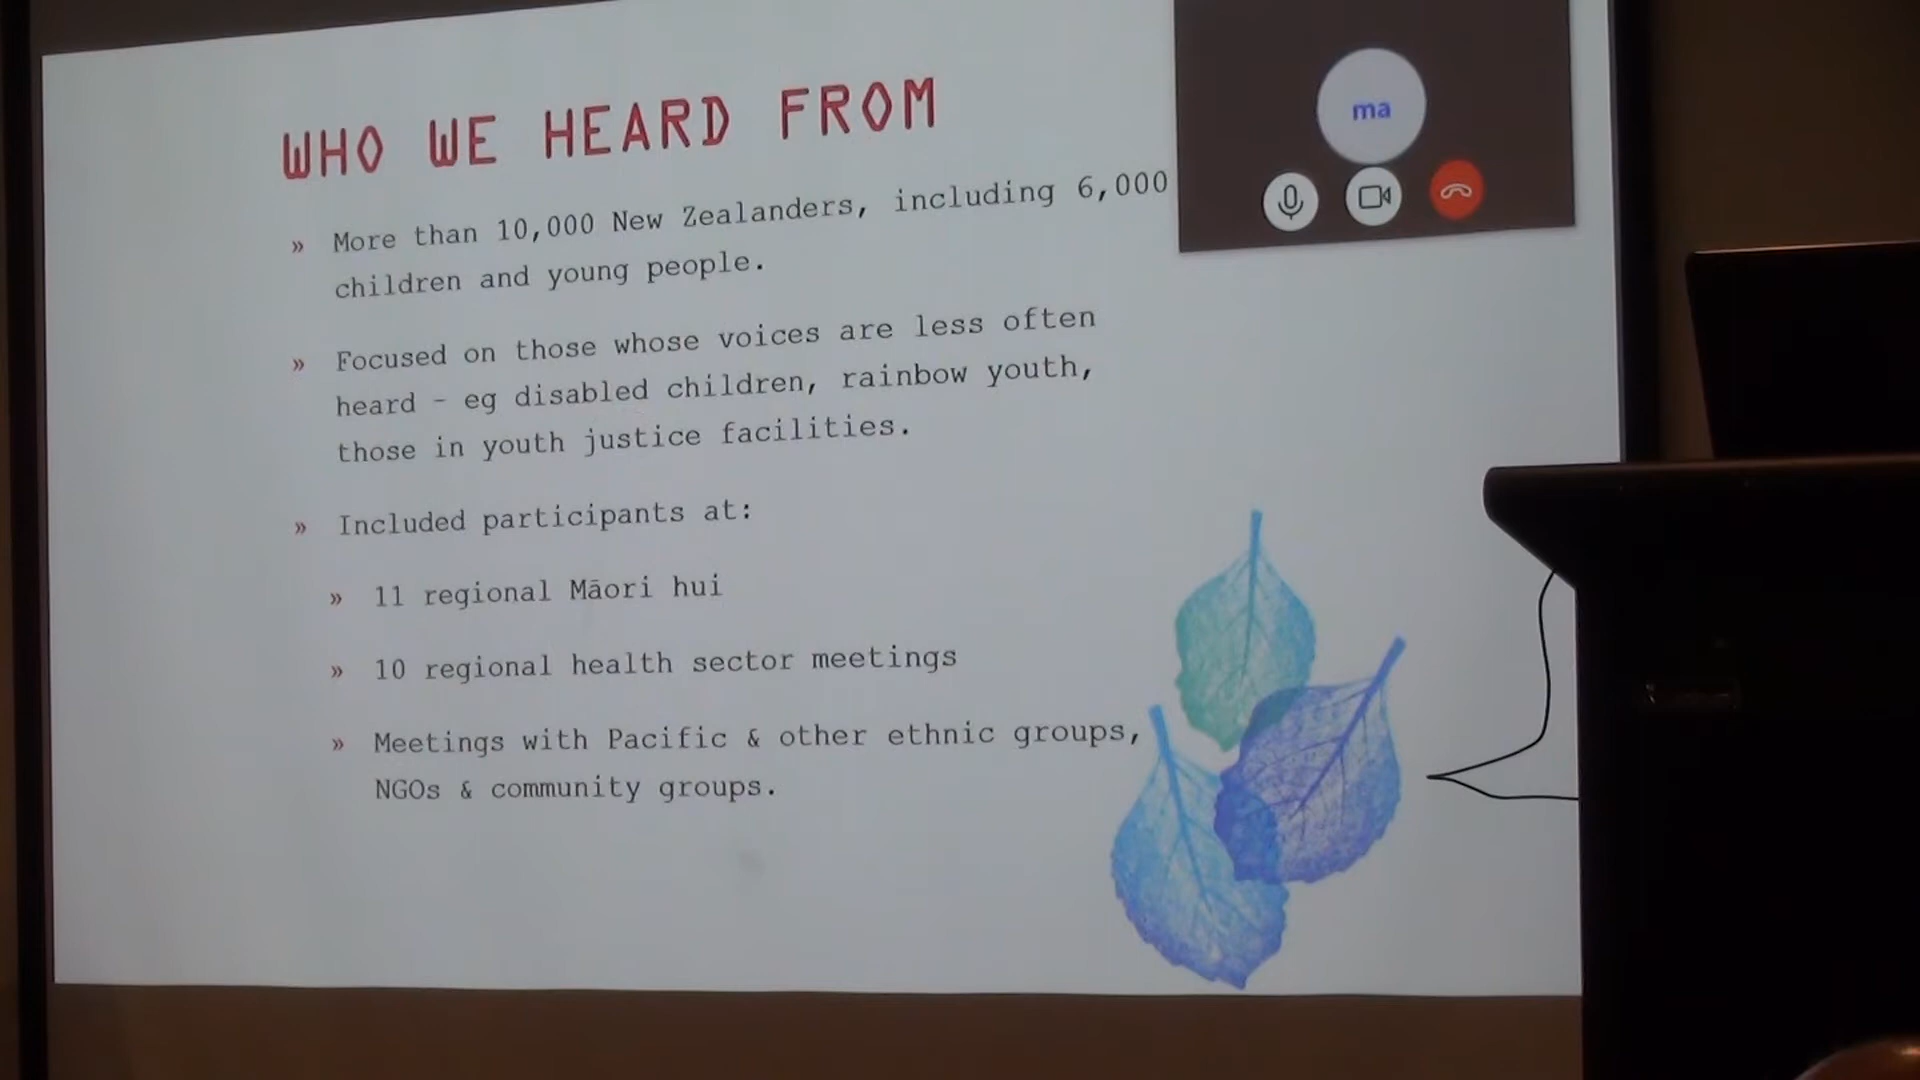 WHO WE HEARD FROM
ma
» More than 10,000 New Zealanders, including 6,000
children and young people.
» Focused on those whose voices are less often
heard - eg disabled children, rainbow youth,
those in youth justice facilities.
» Included participants at:
» 11 regional Māori hui
» 10 regional health sector meetings
» Meetings with Pacific & other ethnic groups,
NGOs & community groups.